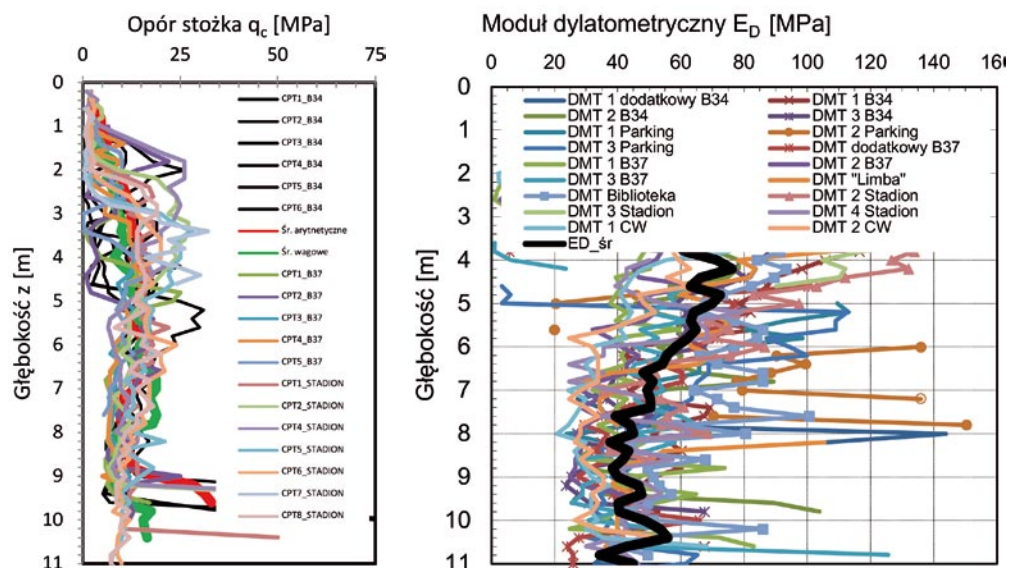 Opór stożka q_c [MPa]
0 25 50 75
Głębokość z [m]
0
1
2
3
4
5
6
7
8
9
10
11
CPT1_B34
CPT2_B34
CPT3_B34
CPT4_B34
CPT5_B34
CPT6_B34
Śr. arytnetyczne
Śr. wagowe
CPT1_B37
CPT2_B37
CPT3_B37
CPT4_B37
CPT5_B37
CPT1_STADION
CPT2_STADION
CPT4_STADION
CPT5_STADION
CPT6_STADION
CPT7_STADION
CPT8_STADION
Moduł dylatometryczny E_D [MPa]
0 20 40 60 80 100 120 140 160
Głębokość [m]
0
1
2
3
4
5
6
7
8
9
10
11
DMT 1 dodatkowy B34 DMT 1 B34
DMT 2 B34 DMT 3 B34
DMT 1 Parking DMT 2 Parking
DMT 3 Parking DMT dodatkowy B37
DMT 1 B37 DMT 2 B37
DMT 3 B37 DMT "Limba"
DMT Biblioteka DMT 2 Stadion
DMT 3 Stadion DMT 4 Stadion
DMT 1 CW DMT 2 CW
ED_śr